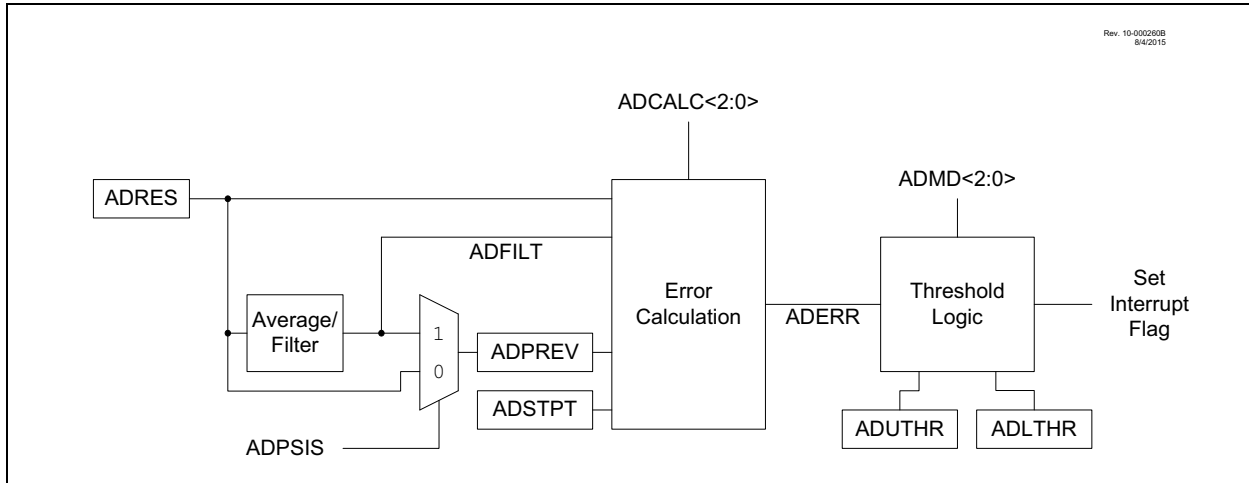 Rev. 10-000260B
8/4/2015
ADCALC<2:0>
ADMD<2:0>
ADRES
ADFILT
Error
Calculation
ADERR
Threshold
Logic
Set
Interrupt
Flag
Average/
Filter
1
0
ADPREV
ADSTPT
ADPSIS
ADUTHR
ADLTHR